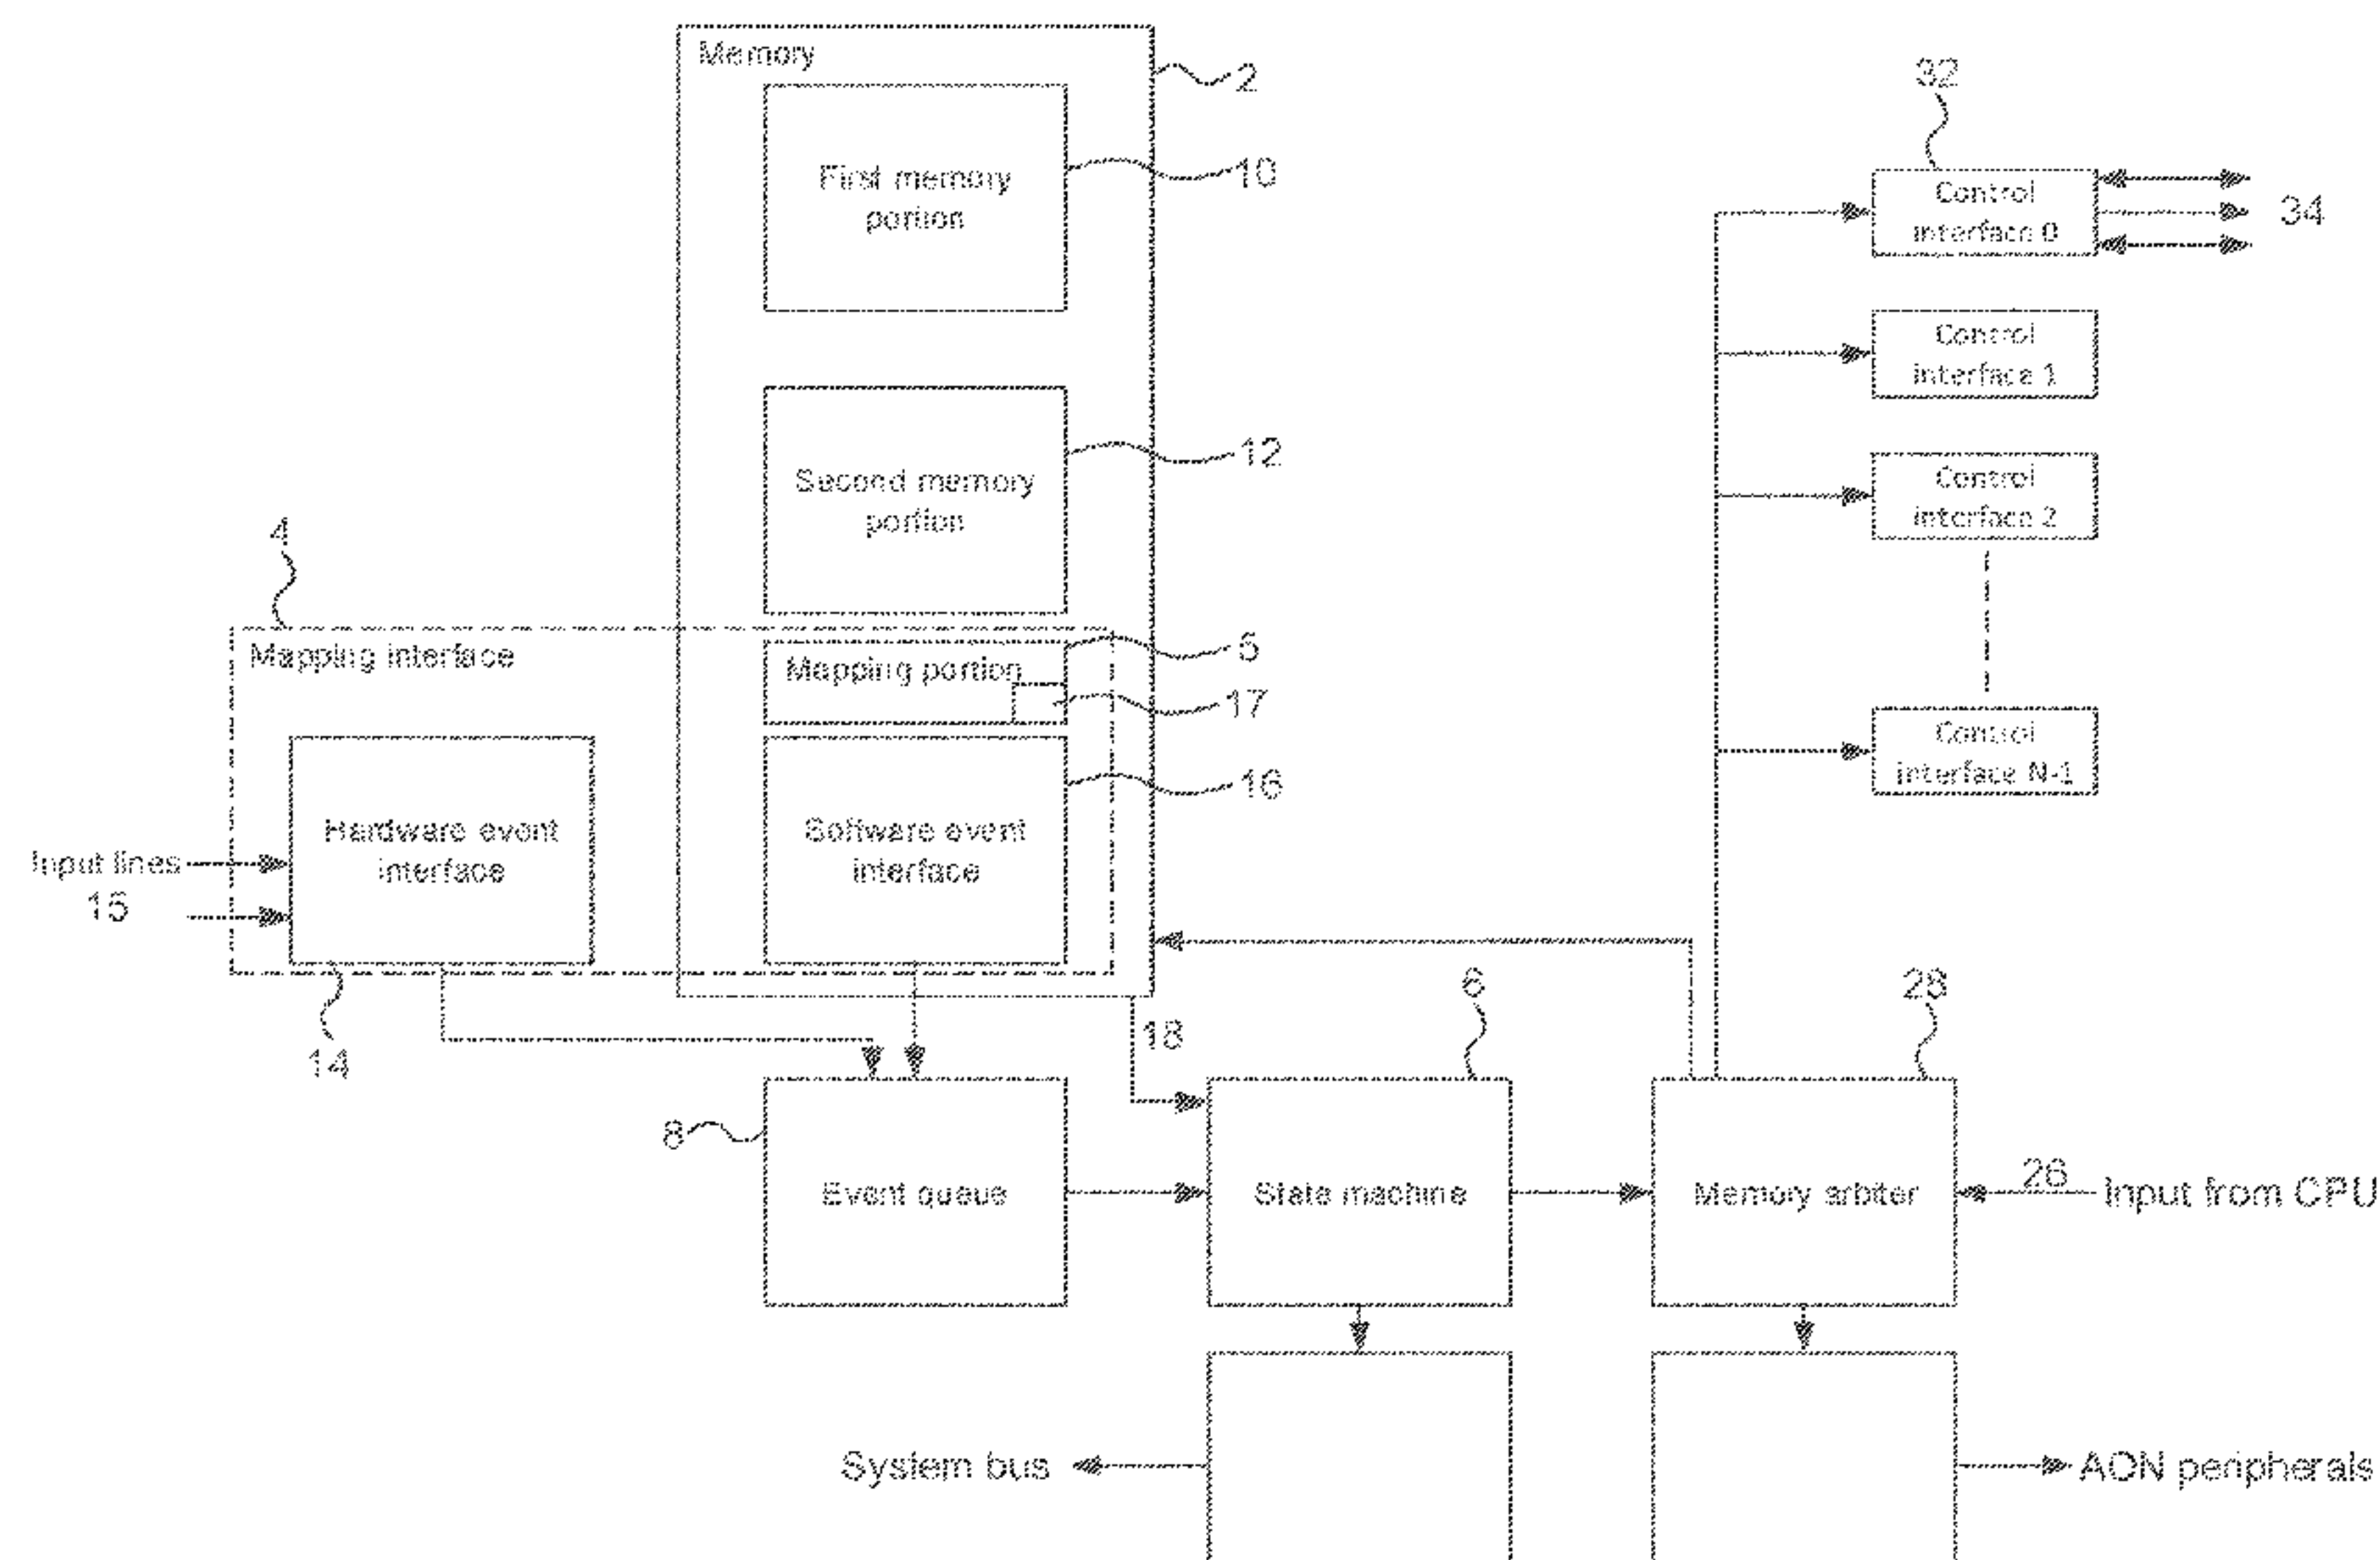 Memory
2
32
First memory
portion
10
Control
interface 0
34
Control
interface 1
Second memory
portion
12
Control
interface 2
4
Mapping interface
Mapping portion
5
17
Control
interface N-1
Hardware event
interface
Software event
interface
16
Input lines
15
14
18
6
28
8
Event queue
State machine
Memory arbiter
26
Input from CPU
System bus
AON peripherals